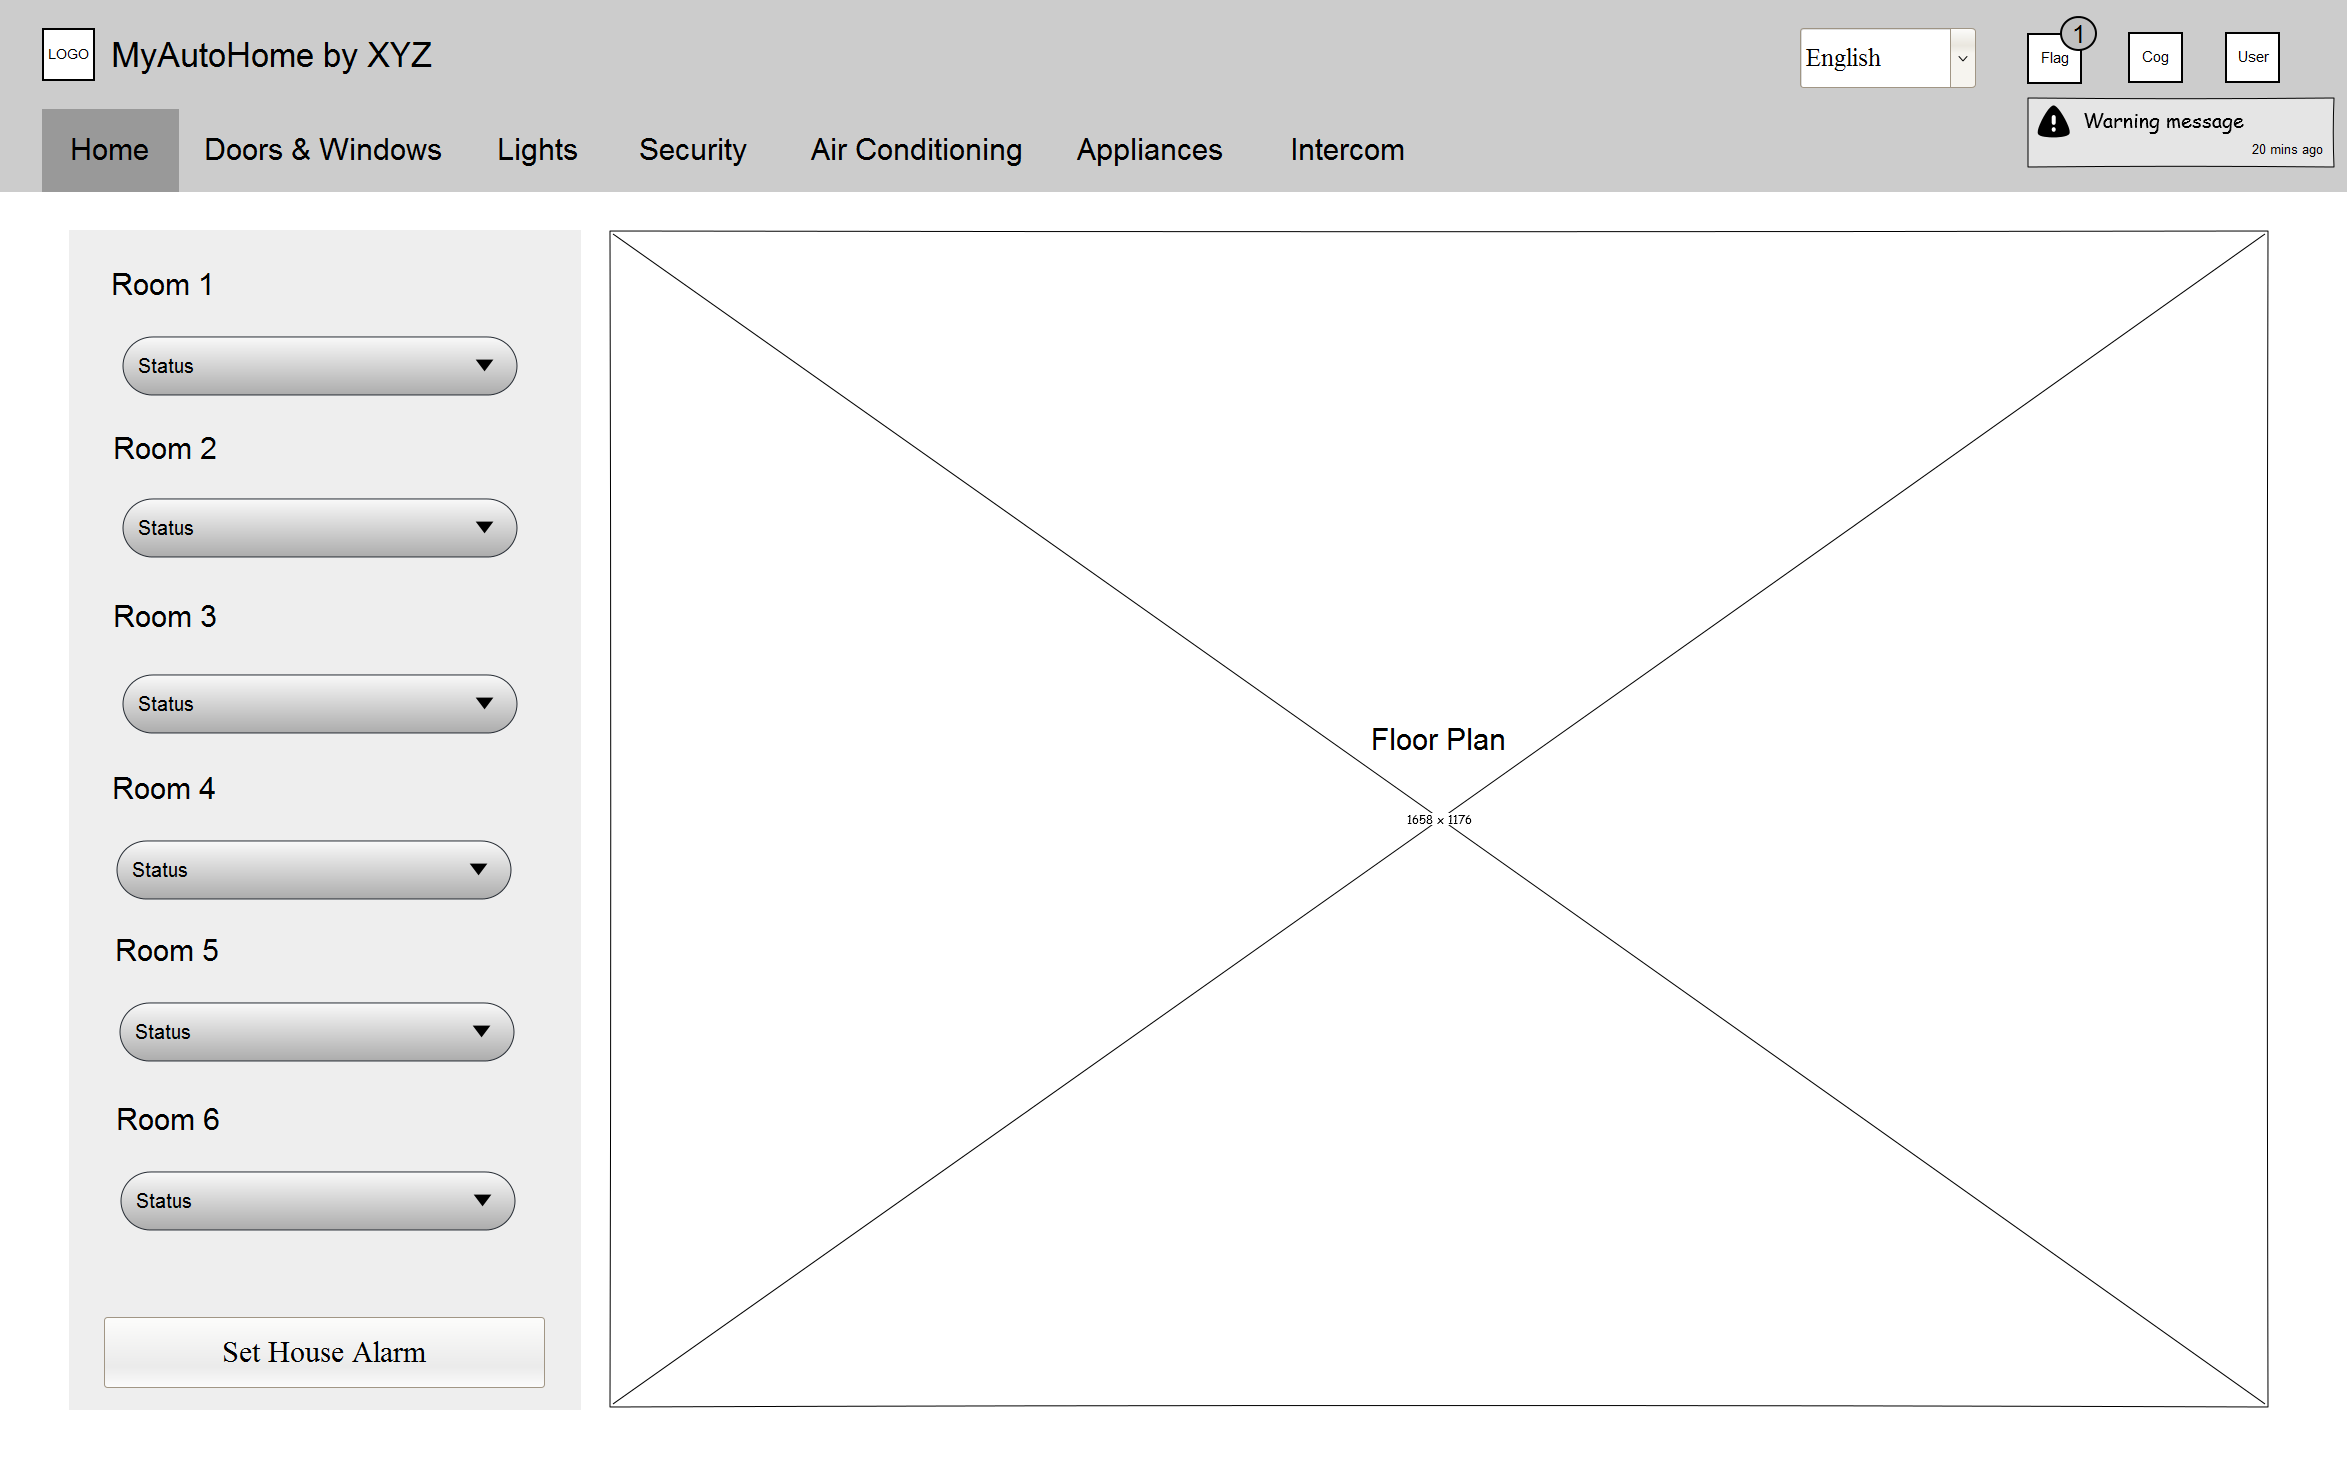 LOGO
MyAutoHome by XYZ
English
Flag
1
Cog
User
Home
Doors & Windows
Lights
Security
Air Conditioning
Appliances
Intercom
Warning message
20 mins ago
Room 1
Status
Room 2
Status
Room 3
Status
Room 4
Status
Room 5
Status
Room 6
Status
Set House Alarm
Floor Plan
1658 x 1176